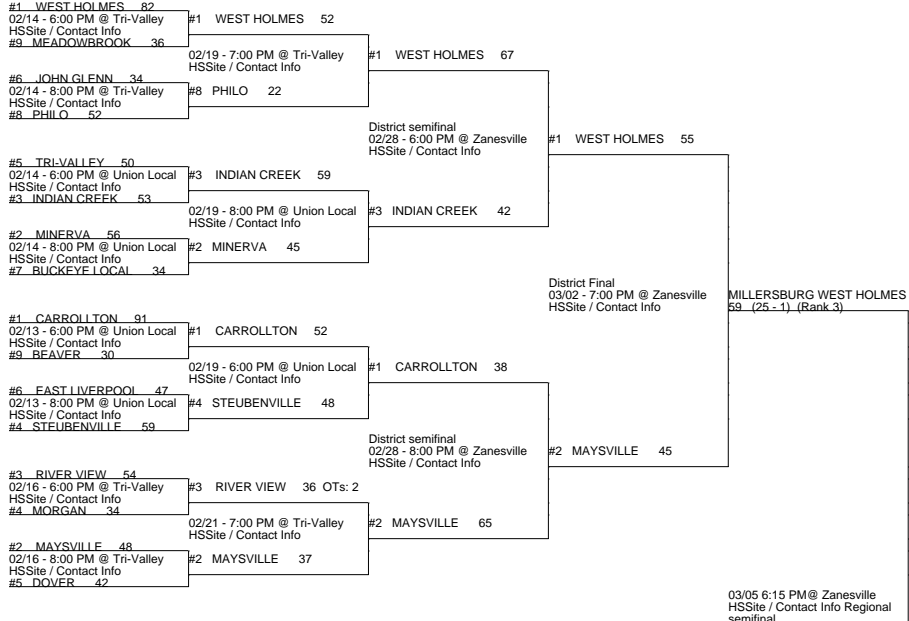 #1 WEST HOLMES 82
02/14 - 6:00 PM @ Tri-Valley
HSSite / Contact Info
#9 MEADOWBROOK 36
#6 JOHN GLENN 34
02/14 - 8:00 PM @ Tri-Valley
HSSite / Contact Info
#8 PHILO 52
#5 TRI-VALLEY 50
02/14 - 6:00 PM @ Union Local
HSSite / Contact Info
#3 INDIAN CREEK 53
#2 MINERVA 56
02/14 - 8:00 PM @ Union Local
HSSite / Contact Info
#7 BUCKEYE LOCAL 34
#1 CARROLLTON 91
02/13 - 6:00 PM @ Union Local
HSSite / Contact Info
#9 BEAVER 30
#6 EAST LIVERPOOL 47
02/13 - 8:00 PM @ Union Local
HSSite / Contact Info
#4 STEUBENVILLE 59
#3 RIVER VIEW 54
02/16 - 6:00 PM @ Tri-Valley
HSSite / Contact Info
#4 MORGAN 34
#2 MAYSVILLE 48
02/16 - 8:00 PM @ Tri-Valley
HSSite / Contact Info
#5 DOVER 42
#1 WEST HOLMES 52
02/19 - 7:00 PM @ Tri-Valley
HSSite / Contact Info
#8 PHILO 22
#3 INDIAN CREEK 59
02/19 - 8:00 PM @ Union Local
HSSite / Contact Info
#2 MINERVA 45
#1 CARROLLTON 52
02/19 - 6:00 PM @ Union Local
HSSite / Contact Info
#4 STEUBENVILLE 48
#3 RIVER VIEW 36 OTs: 2
02/21 - 7:00 PM @ Tri-Valley
HSSite / Contact Info
#2 MAYSVILLE 37
#1 WEST HOLMES 67
District semifinal
02/28 - 6:00 PM @ Zanesville
HSSite / Contact Info
#3 INDIAN CREEK 42
#1 CARROLLTON 38
District semifinal
02/28 - 8:00 PM @ Zanesville
HSSite / Contact Info
#2 MAYSVILLE 65
#1 WEST HOLMES 55
District Final
03/02 - 7:00 PM @ Zanesville
HSSite / Contact Info
#2 MAYSVILLE 45
MILLERSBURG WEST HOLMES
59 (25 - 1) (Rank 3)
03/05 6:15 PM@ Zanesville
HSSite / Contact Info Regional
semifinal